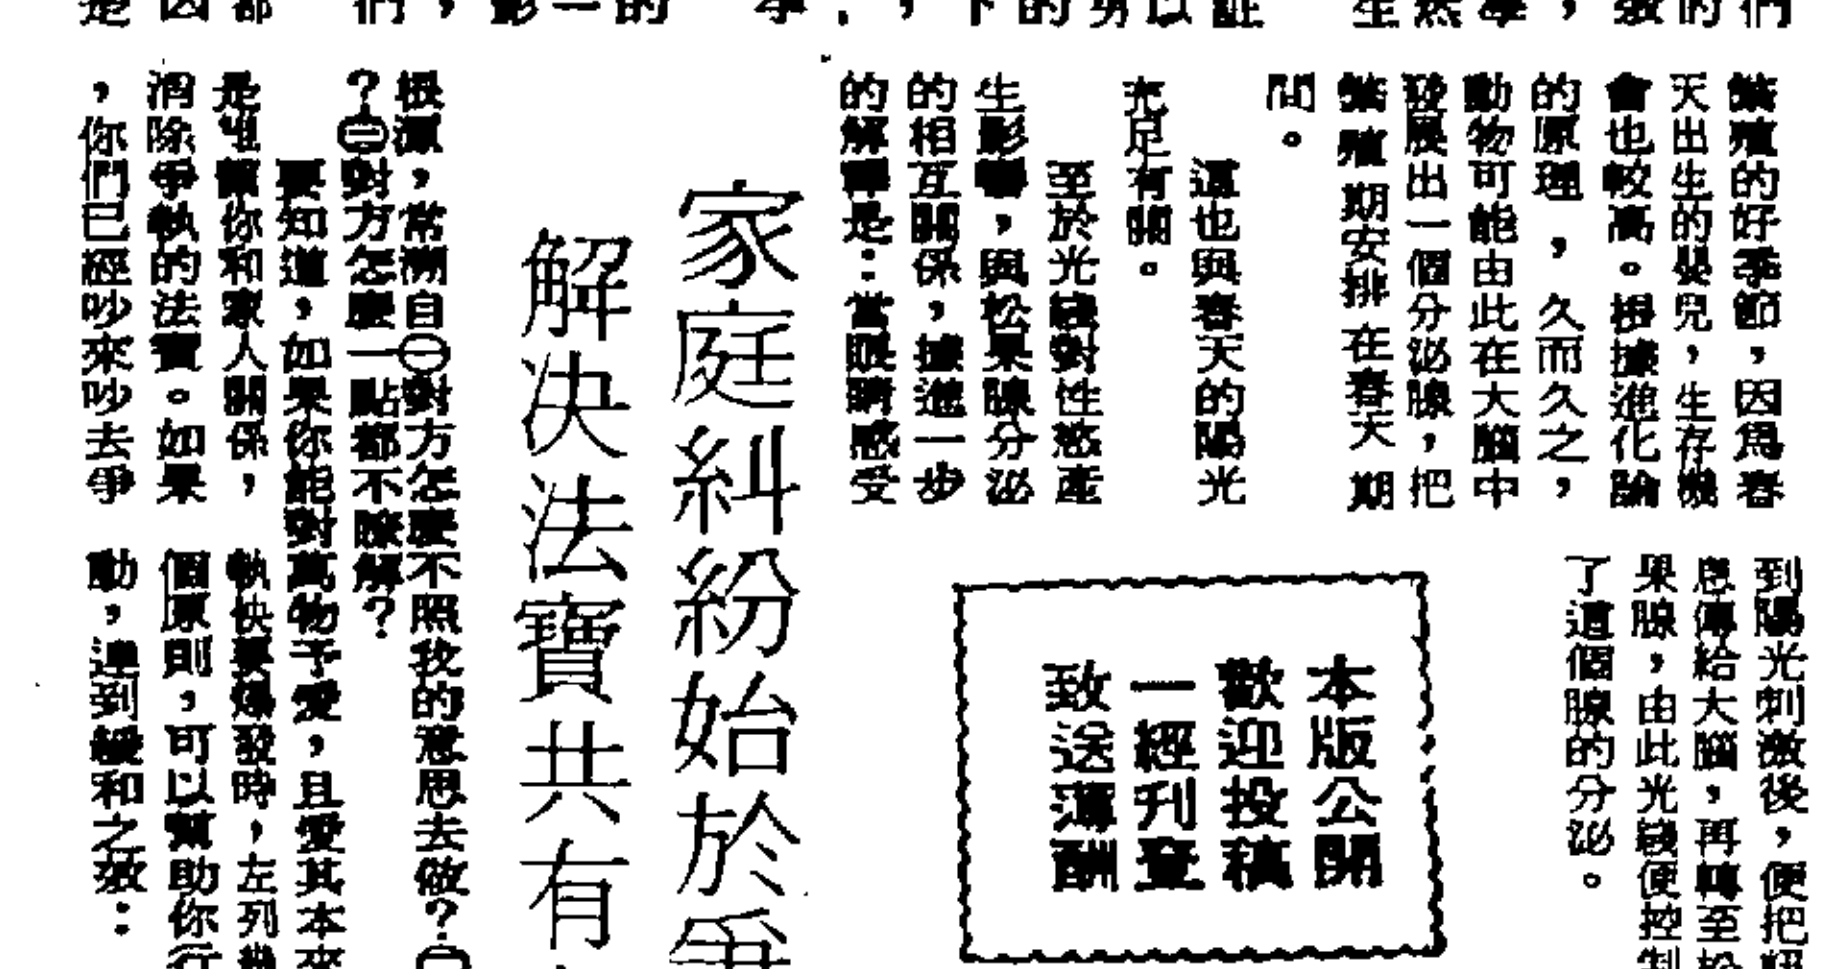 繁殖的好季節，因為春
天出生的嬰兒，生存機
會也較高。根據進化論
的原理，久而久之，
動物可能由此在大腦中
發展出一個分泌腺，把
繁殖期安排在春天期
間。
這也與春天的陽光
充足有關。
至於光綫對性慾產
生影響，與松果腺分泌
的相互關係，據進一步
的解釋是：當眼睛感受
到陽光刺激後，便把
息傳給大腦，再轉至松
果腺，由此光綫便控制
了這個腺的分泌。
本版公開
歡迎投稿
一經刊登
致送薄酬
家庭糾紛始於爭
解決法寶共有
根源，常溯自㊀對方怎麼不照我的意思去做？
？㊁對方怎麼一點都不瞭解？
要知道，如果你能對萬物予愛，且愛其本來
是維護你和家人關係，
消除爭執的法寶。如果
，你們已經吵來吵去爭
執快要爆發時，左列幾
個原則，可以幫助你行
動，達到緩和之效：